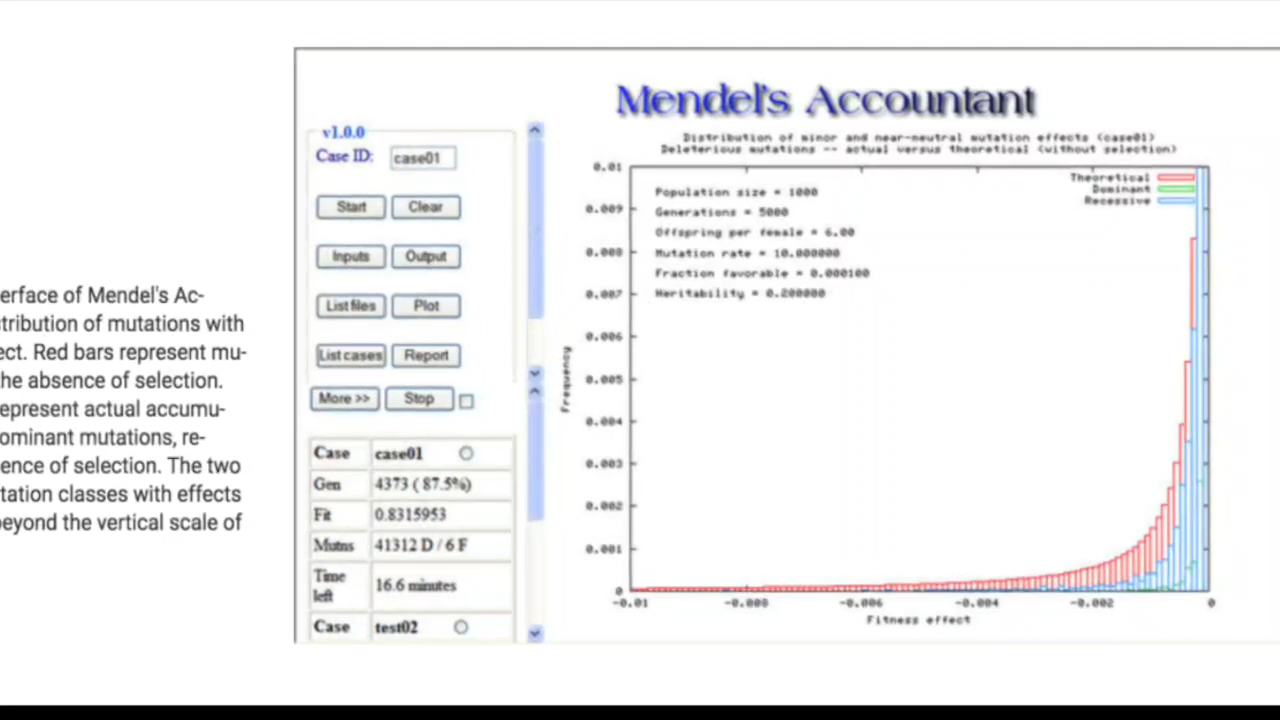 erface of Mendel's Ac-
tribution of mutations with
ect. Red bars represent mu-
the absence of selection.
epresent actual accumu-
ominant mutations, re-
ence of selection. The two
tation classes with effects
beyond the vertical scale of
Mendel's Accountant
v1.0.0
Case ID: case01
Start Clear
Inputs Output
List files Plot
List cases Report
More >> Stop
Case case01
Gen 4373 ( 87.5%)
Fit 0.8315953
Mutns 41312 D / 6 F
Time left 16.6 minutes
Case test02
Distribution of minor and near-neutral mutation effects (case01)
Deleterious mutations -- actual versus theoretical (without selection)
Theoretical
Dominant
Recessive
Population size = 1000
Generations = 5000
Offspring per female = 6.00
Mutation rate = 10.000000
Fraction favorable = 0.000100
Heritability = 0.200000
Frequency
0.01
0.009
0.008
0.007
0.006
0.005
0.004
0.003
0.002
0.001
0
-0.01 -0.008 -0.006 -0.004 -0.002 0
Fitness effect